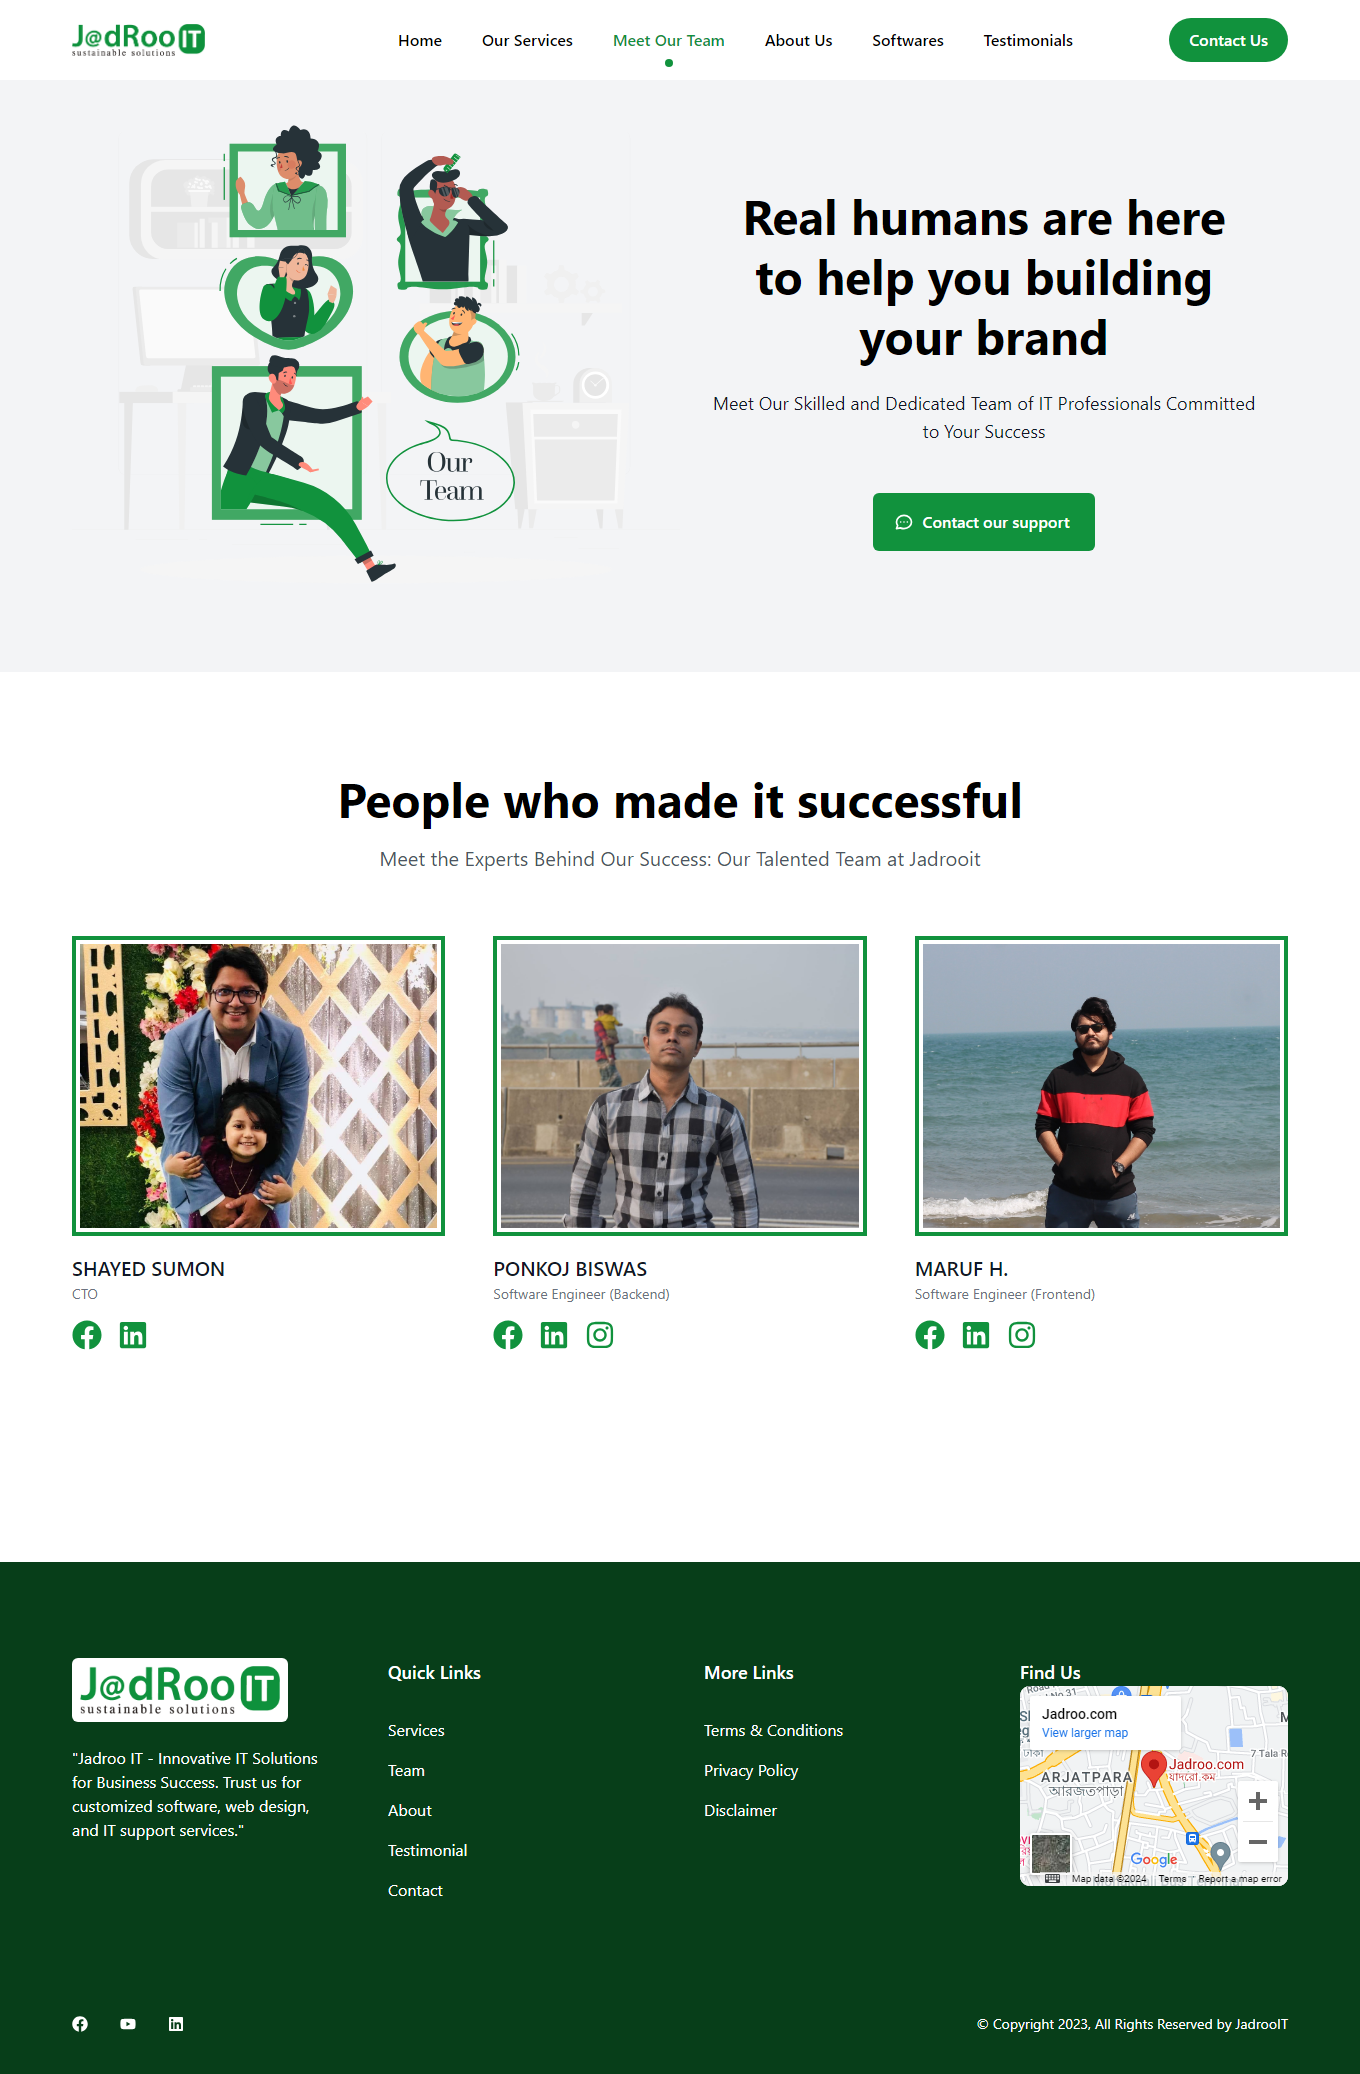 J@dRoo IT
sustainable solutions
Home
Our Services
Meet Our Team
About Us
Softwares
Testimonials
Contact Us
Our
Team
Real humans are here
to help you building
your brand
Meet Our Skilled and Dedicated Team of IT Professionals Committed
to Your Success
Contact our support
People who made it successful
Meet the Experts Behind Our Success: Our Talented Team at Jadrooit
SHAYED SUMON
CTO
PONKOJ BISWAS
Software Engineer (Backend)
MARUF H.
Software Engineer (Frontend)
J@dRoo IT
sustainable solutions
"Jadroo IT - Innovative IT Solutions
for Business Success. Trust us for
customized software, web design,
and IT support services."
Quick Links
Services
Team
About
Testimonial
Contact
More Links
Terms & Conditions
Privacy Policy
Disclaimer
Find Us
Jadroo.com
View larger map
ঢাকা
7 Tala R
Jadroo.com
যাদরো.কম
ARJATPARA
আরজতপাড়া
Google
Map data ©2024
Terms
Report a map error
© Copyright 2023, All Rights Reserved by JadrooIT